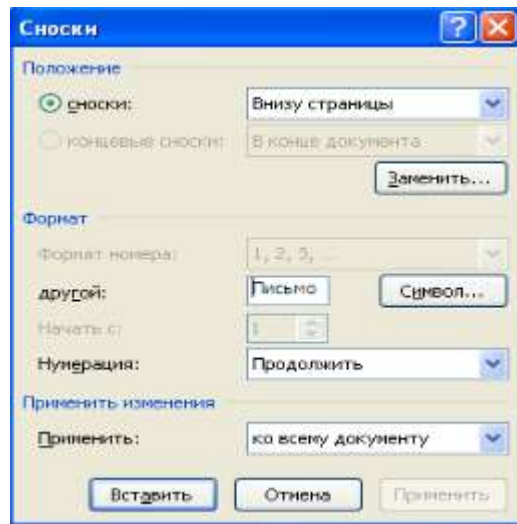 Сноски
Положение
сноски: Внизу страницы
концевые сноски: В конце документа
Заменить...
Формат
Формат номера: 1, 2, 3, ...
другой: Письмо Символ...
Начать с: 1
Нумерация: Продолжить
Применить изменения
Применить: ко всему документу
Вставить Отмена Применить